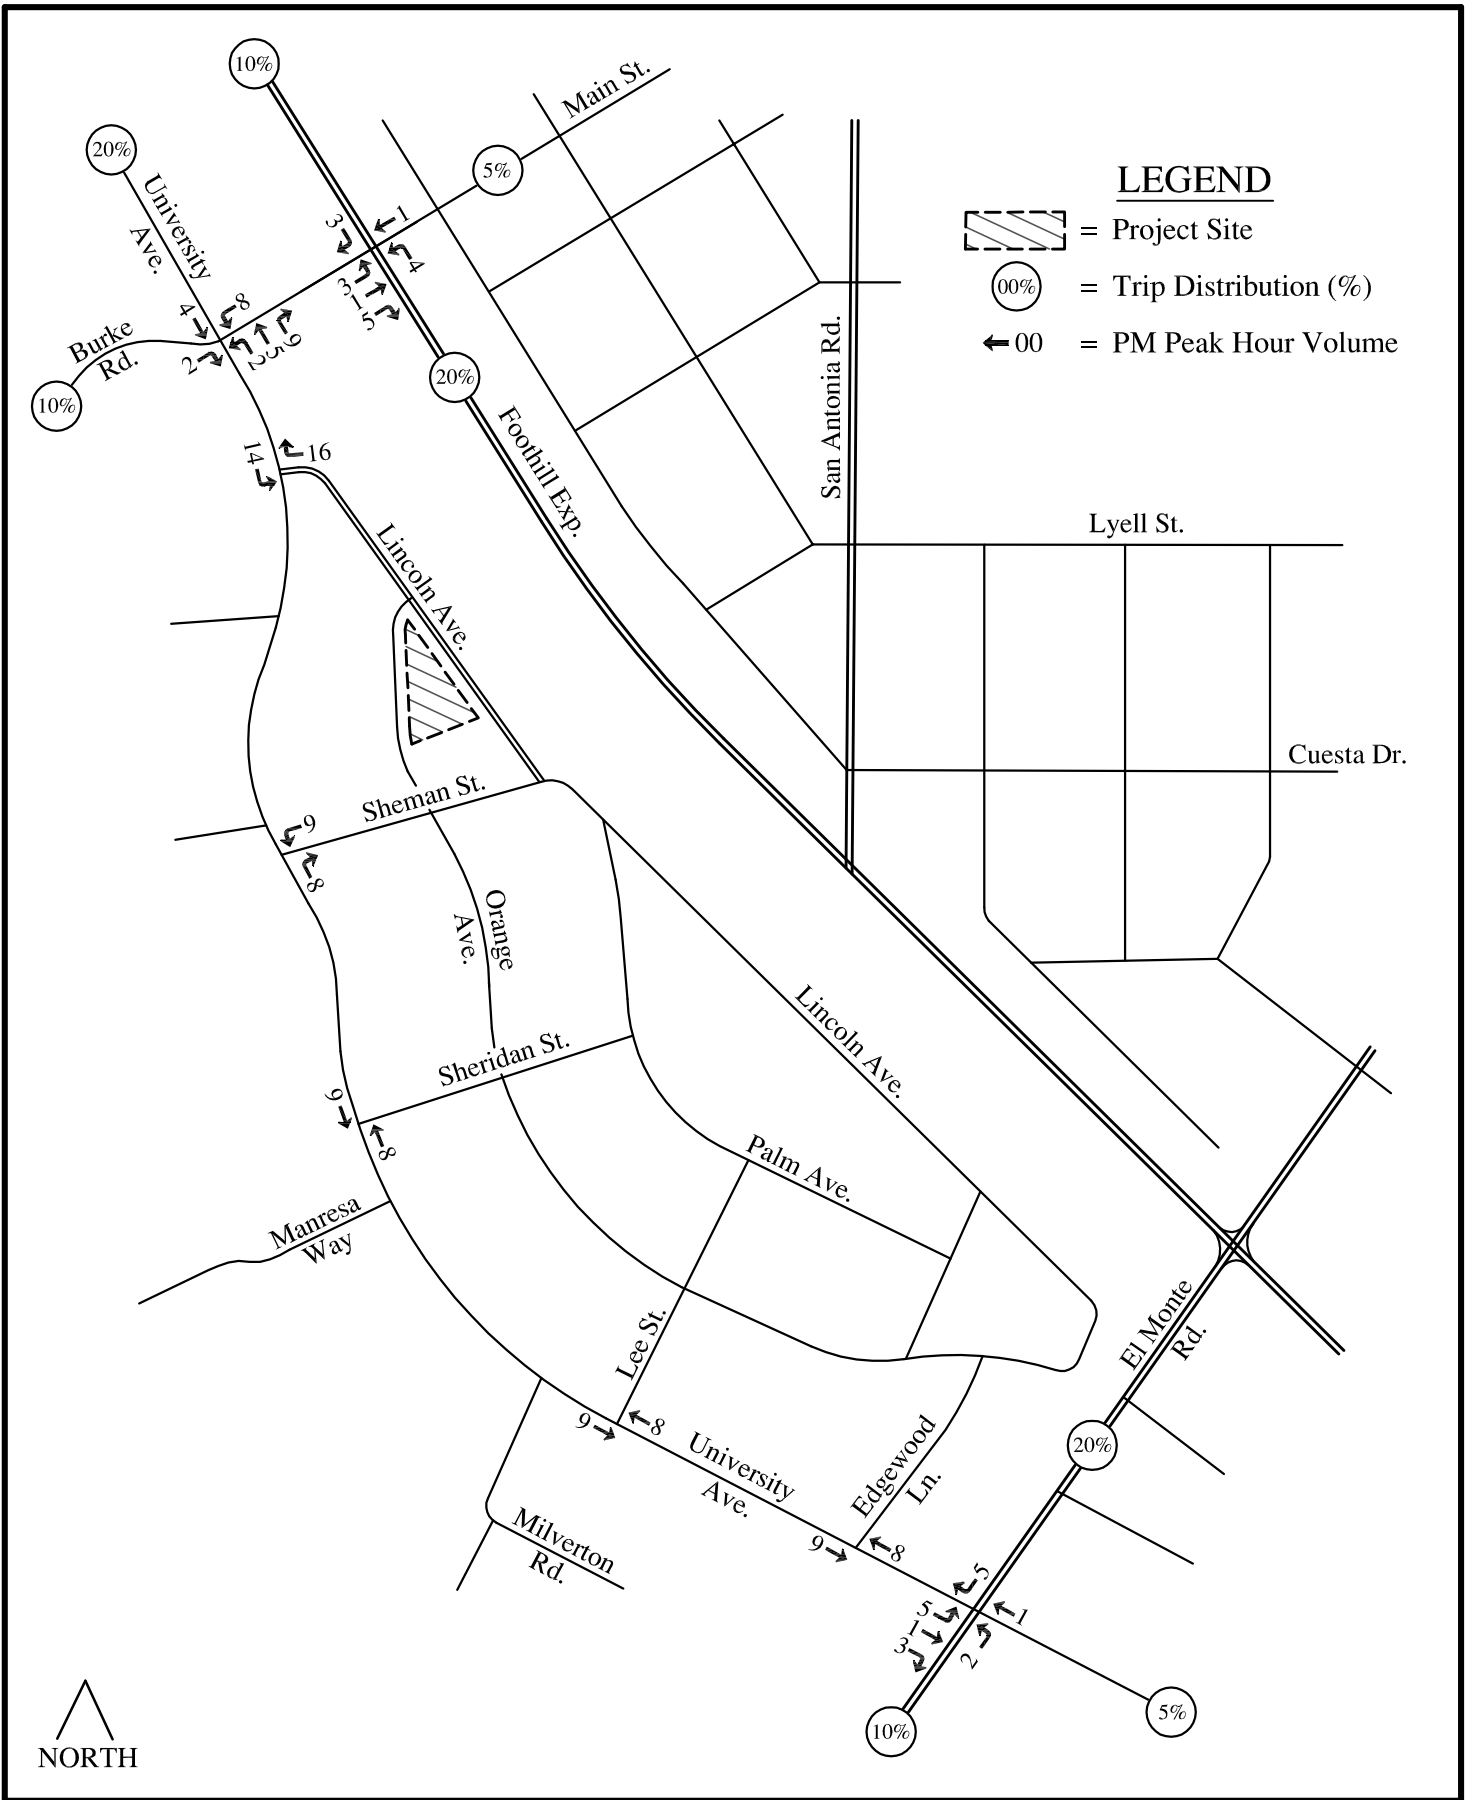 10%
Main St.
20%
5%
University
Ave.
LEGEND
= Project Site
00% = Trip Distribution (%)
00 = PM Peak Hour Volume
3
1
4
3
1
5
4
8
2
2
5
9
Burke
Rd.
10%
20%
Foothill Exp.
San Antonia Rd.
14
16
Lincoln Ave.
Lyell St.
Cuesta Dr.
Sheman St.
9
8
Orange
Ave.
Lincoln Ave.
Sheridan St.
9
8
Palm Ave.
Manresa
Way
Lee St.
El Monte
Rd.
9
8
University
Ave.
20%
Edgewood
Ln.
Milverton
Rd.
9
8
5
5
1
3
1
2
10%
5%
NORTH